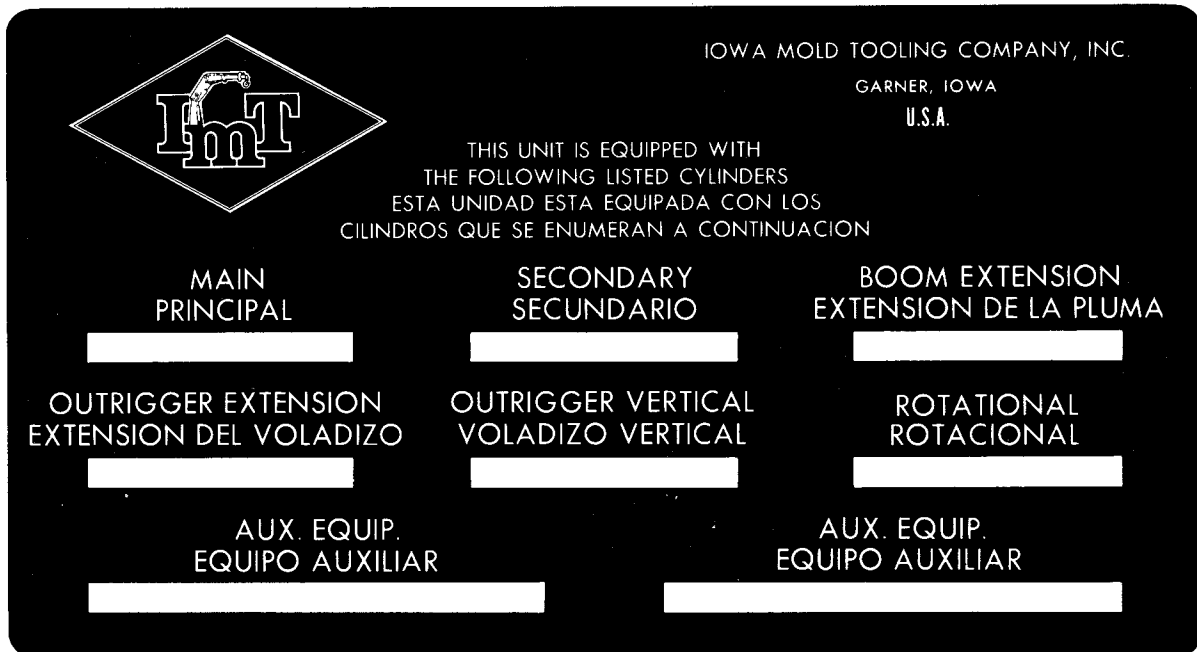 IMT
IOWA MOLD TOOLING COMPANY, INC.
GARNER, IOWA
U.S.A.
THIS UNIT IS EQUIPPED WITH
THE FOLLOWING LISTED CYLINDERS
ESTA UNIDAD ESTA EQUIPADA CON LOS
CILINDROS QUE SE ENUMERAN A CONTINUACION
MAIN
PRINCIPAL
SECONDARY
SECUNDARIO
BOOM EXTENSION
EXTENSION DE LA PLUMA
OUTRIGGER EXTENSION
EXTENSION DEL VOLADIZO
OUTRIGGER VERTICAL
VOLADIZO VERTICAL
ROTATIONAL
ROTACIONAL
AUX. EQUIP.
EQUIPO AUXILIAR
AUX. EQUIP.
EQUIPO AUXILIAR